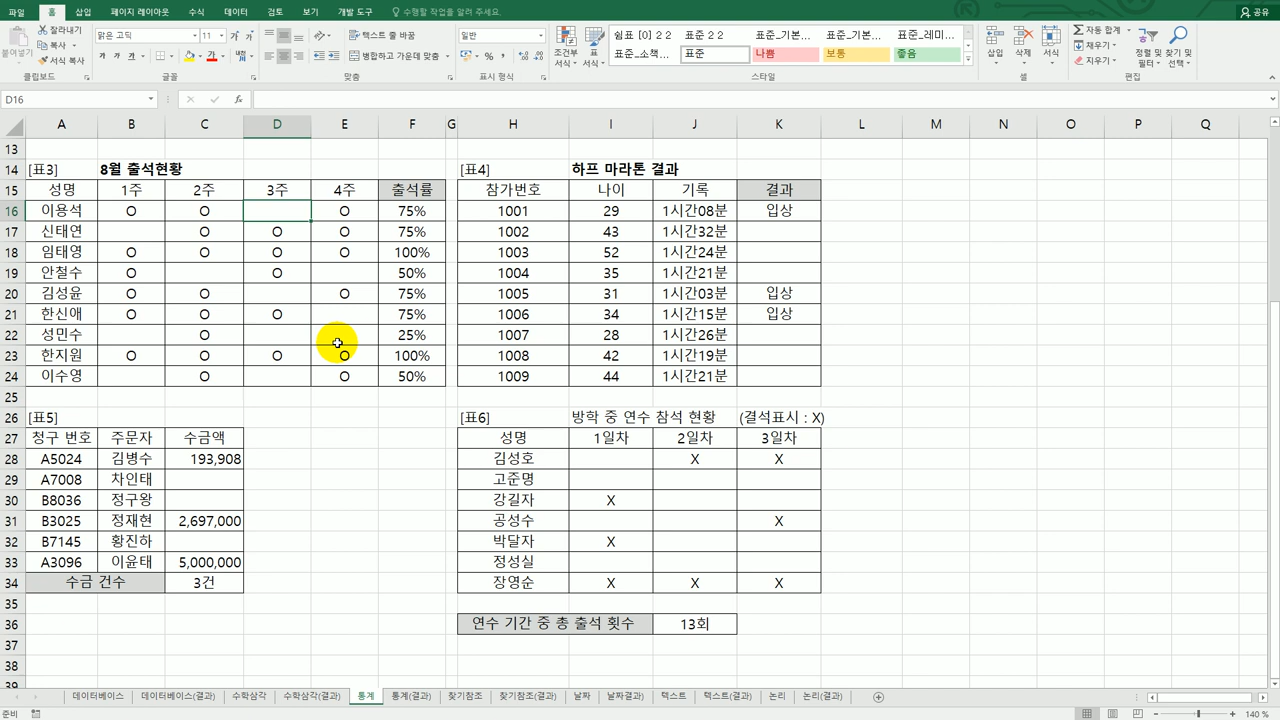 파일 홈 삽입 페이지 레이아웃 수식 데이터 검토 보기 개발 도구 수행할 작업을 알려 주세요. 공유
붙여넣기 잘라내기 복사 서식 복사 클립보드
맑은 고딕 11 가 가 가 글꼴
텍스트 줄 바꿈 병합하고 가운데 맞춤 맞춤
일반 % 표시 형식
조건부 서식 표 서식
쉼표 [0] 2 2 표준 2 2 표준_기본... 표준_기본... 표준_레미...
표준_소책... 표준 나쁨 보통 좋음
스타일
삽입 삭제 서식 셀
자동 합계 채우기 지우기 정렬 및 필터 찾기 및 선택 편집
D16 fx
A B C D E F G H I J K L M N O P Q
13
14 [표3] 8월 출석현황 [표4] 하프 마라톤 결과
15 성명 1주 2주 3주 4주 출석률 참가번호 나이 기록 결과
16 이용석 O O O 75% 1001 29 1시간08분 입상
17 신태연 O O O 75% 1002 43 1시간32분
18 임태영 O O O O 100% 1003 52 1시간24분
19 안철수 O O 50% 1004 35 1시간21분
20 김성윤 O O O 75% 1005 31 1시간03분 입상
21 한신애 O O O 75% 1006 34 1시간15분 입상
22 성민수 O 25% 1007 28 1시간26분
23 한지원 O O O O 100% 1008 42 1시간19분
24 이수영 O O 50% 1009 44 1시간21분
25
26 [표5] [표6] 방학 중 연수 참석 현황 (결석표시 : X)
27 청구 번호 주문자 수금액 성명 1일차 2일차 3일차
28 A5024 김병수 193,908 김성호 X X
29 A7008 차인태 고준명
30 B8036 정구왕 강길자 X
31 B3025 정재현 2,697,000 공성수 X
32 B7145 황진하 박달자 X
33 A3096 이윤태 5,000,000 정성실
34 수금 건수 3건 장영순 X X X
35
36 연수 기간 중 총 출석 횟수 13회
37
38
39
데이터베이스 데이터베이스(결과) 수학삼각 수학삼각(결과) 통계 통계(결과) 찾기참조 찾기참조(결과) 날짜 날짜(결과) 텍스트 텍스트(결과) 논리 논리(결과)
준비 140 %